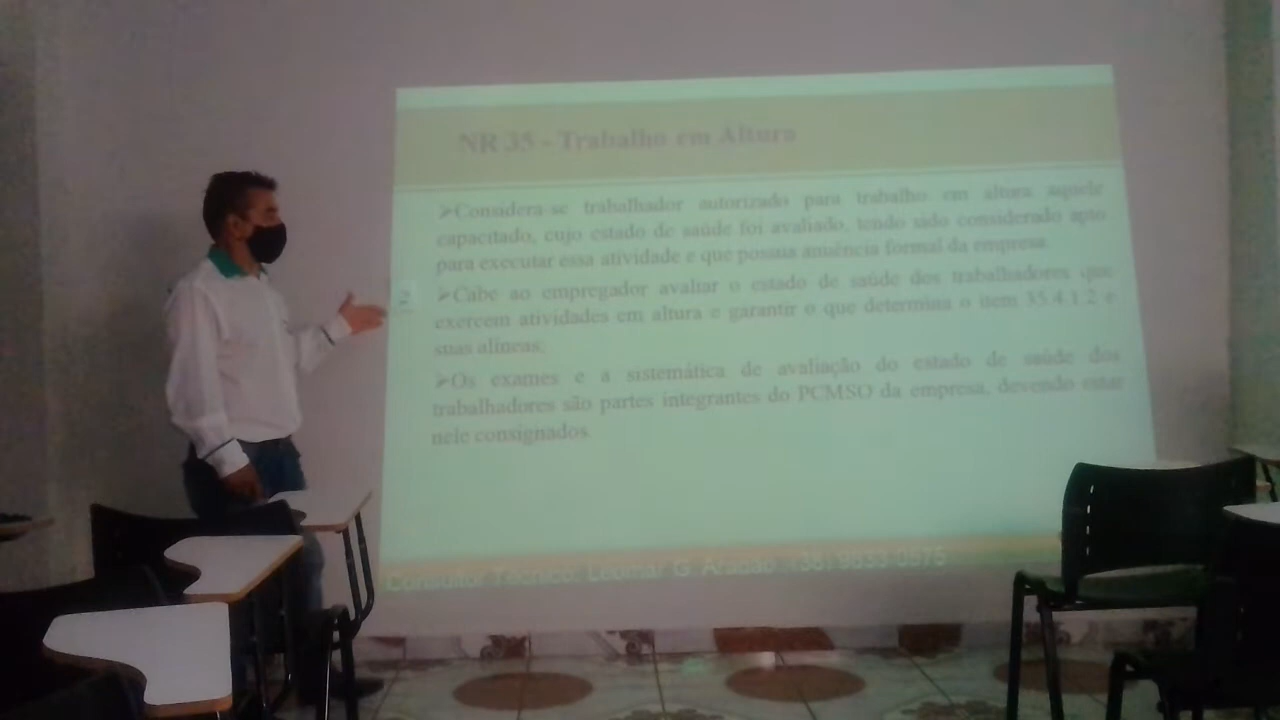 NR 35 - Trabalho em Altura
➢Considera-se trabalhador autorizado para trabalho em altura aquele
capacitado, cujo estado de saúde foi avaliado, tendo sido considerado apto
para executar essa atividade e que possua anuência formal da empresa.
➢Cabe ao empregador avaliar o estado de saúde dos trabalhadores que
exercem atividades em altura e garantir o que determina o item 35.4.1.2 e
suas alíneas;
➢Os exames e a sistemática de avaliação do estado de saúde dos
trabalhadores são partes integrantes do PCMSO da empresa, devendo estar
nele consignados.
Consultor Técnico: G.